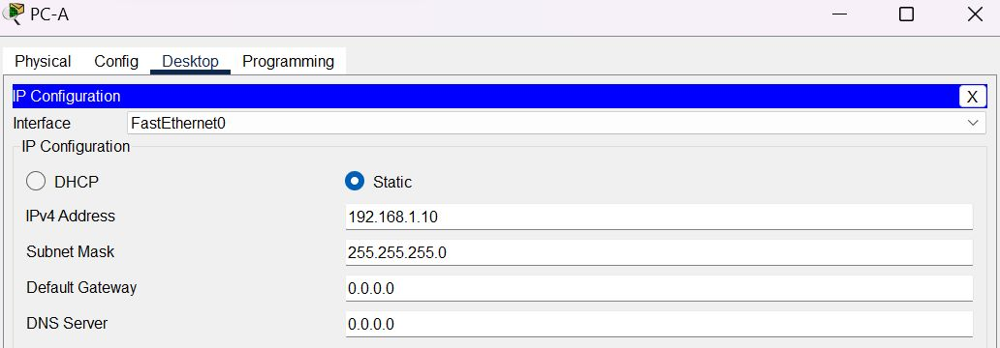 PC-A
Physical Config Desktop Programming
IP Configuration X
Interface FastEthernet0
IP Configuration
DHCP Static
IPv4 Address 192.168.1.10
Subnet Mask 255.255.255.0
Default Gateway 0.0.0.0
DNS Server 0.0.0.0